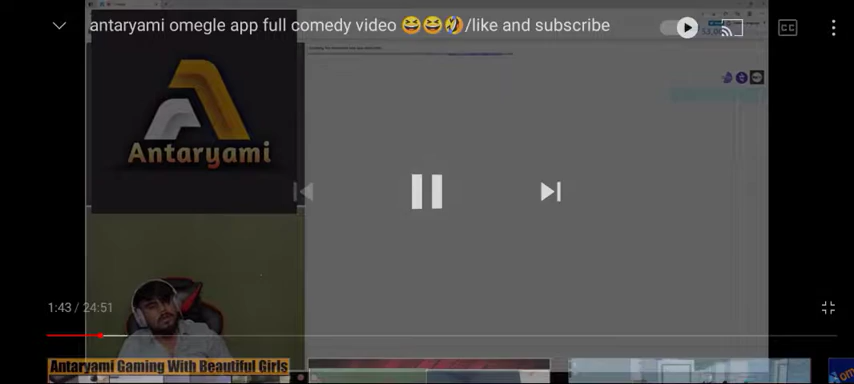 antaryami omegle app full comedy video 😆😆🤣/like and subscribe
CC
Antaryami
1:43 / 24:51
Antaryami Gaming With Beautiful Girls